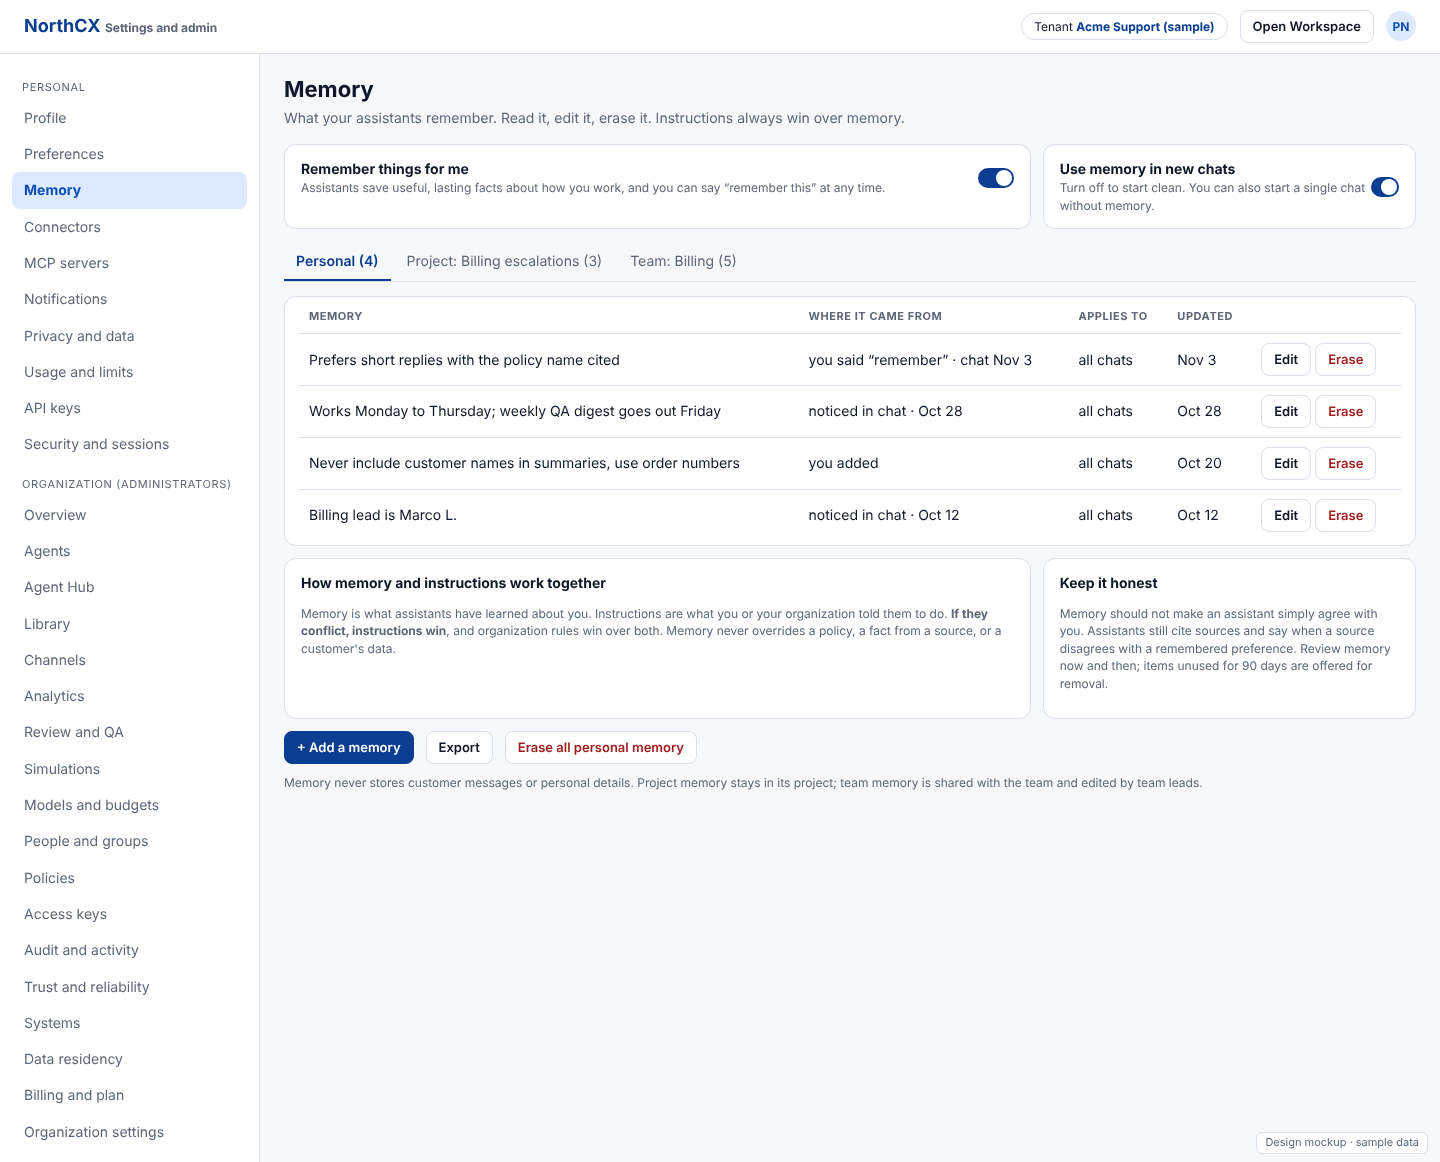 NorthCX Settings and admin
Tenant Acme Support (sample)
Open Workspace
PN
PERSONAL
Profile
Preferences
Memory
Connectors
MCP servers
Notifications
Privacy and data
Usage and limits
API keys
Security and sessions
ORGANIZATION (ADMINISTRATORS)
Overview
Agents
Agent Hub
Library
Channels
Analytics
Review and QA
Simulations
Models and budgets
People and groups
Policies
Access keys
Audit and activity
Trust and reliability
Systems
Data residency
Billing and plan
Organization settings
Memory
What your assistants remember. Read it, edit it, erase it. Instructions always win over memory.
Remember things for me
Assistants save useful, lasting facts about how you work, and you can say “remember this” at any time.
Use memory in new chats
Turn off to start clean. You can also start a single chat
without memory.
Personal (4) Project: Billing escalations (3) Team: Billing (5)
MEMORY WHERE IT CAME FROM APPLIES TO UPDATED
Prefers short replies with the policy name cited you said “remember” · chat Nov 3 all chats Nov 3 Edit Erase
Works Monday to Thursday; weekly QA digest goes out Friday noticed in chat · Oct 28 all chats Oct 28 Edit Erase
Never include customer names in summaries, use order numbers you added all chats Oct 20 Edit Erase
Billing lead is Marco L. noticed in chat · Oct 12 all chats Oct 12 Edit Erase
How memory and instructions work together
Memory is what assistants have learned about you. Instructions are what you or your organization told them to do. If they
conflict, instructions win, and organization rules win over both. Memory never overrides a policy, a fact from a source, or a
customer's data.
Keep it honest
Memory should not make an assistant simply agree with
you. Assistants still cite sources and say when a source
disagrees with a remembered preference. Review memory
now and then; items unused for 90 days are offered for
removal.
+ Add a memory Export Erase all personal memory
Memory never stores customer messages or personal details. Project memory stays in its project; team memory is shared with the team and edited by team leads.
Design mockup · sample data